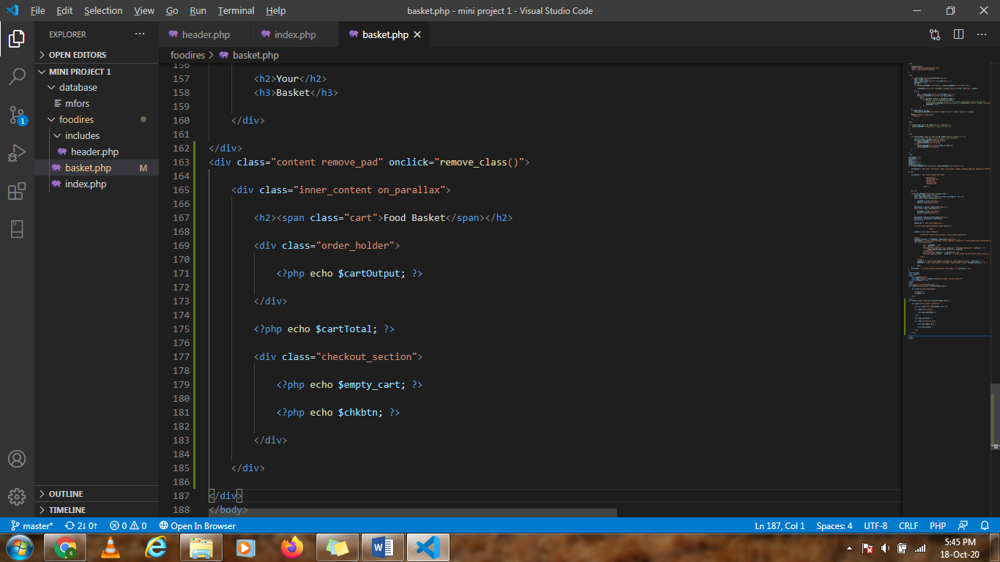 File Edit Selection View Go Run Terminal Help basket.php - mini project 1 - Visual Studio Code
EXPLORER
header.php index.php basket.php
OPEN EDITORS
MINI PROJECT 1
database
mfors
foodires
includes
header.php
basket.php M
index.php
OUTLINE
TIMELINE
1
foodires > basket.php
156
157 <h2>Your</h2>
158 <h3>Basket</h3>
159
160 </div>
161
162 </div>
163 <div class="content remove_pad" onclick="remove_class()">
164
165 <div class="inner_content on_parallax">
166
167 <h2><span class="cart">Food Basket</span></h2>
168
169 <div class="order_holder">
170
171 <?php echo $cartOutput; ?>
172
173 </div>
174
175 <?php echo $cartTotal; ?>
176
177 <div class="checkout_section">
178
179 <?php echo $empty_cart; ?>
180
181 <?php echo $chkbtn; ?>
182
183 </div>
184
185 </div>
186
187 </div>
188 </body>
master* 2↓ 0↑ 0 0 Open In Browser Ln 187, Col 1 Spaces: 4 UTF-8 CRLF PHP
5:45 PM
18-Oct-20